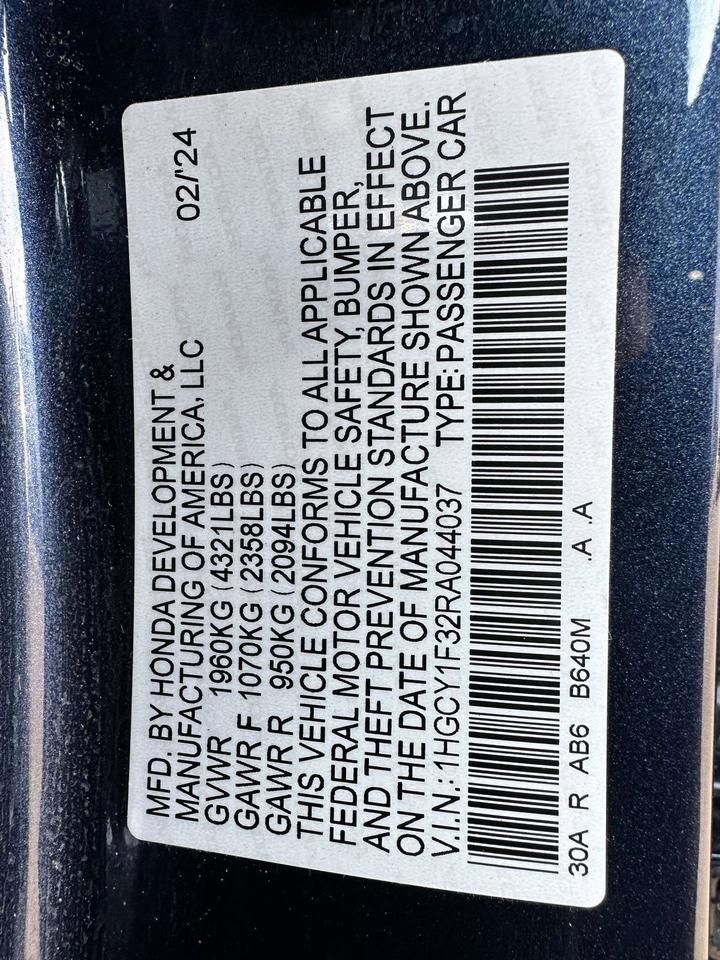 MFD. BY HONDA DEVELOPMENT &
MANUFACTURING OF AMERICA, LLC 02/'24
GVWR 1960KG (4321LBS)
GAWR F 1070KG (2358LBS)
GAWR R 950KG (2094LBS)
THIS VEHICLE CONFORMS TO ALL APPLICABLE
FEDERAL MOTOR VEHICLE SAFETY, BUMPER,
AND THEFT PREVENTION STANDARDS IN EFFECT
ON THE DATE OF MANUFACTURE SHOWN ABOVE.
V.I.N.: 1HGCY1F32RA044037 TYPE: PASSENGER CAR
30A R AB6 B640M .A .A